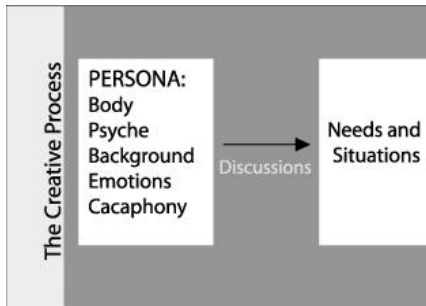 The Creative Process
PERSONA:
Body
Psyche
Background
Emotions
Cacaphony
Discussions
Needs and
Situations